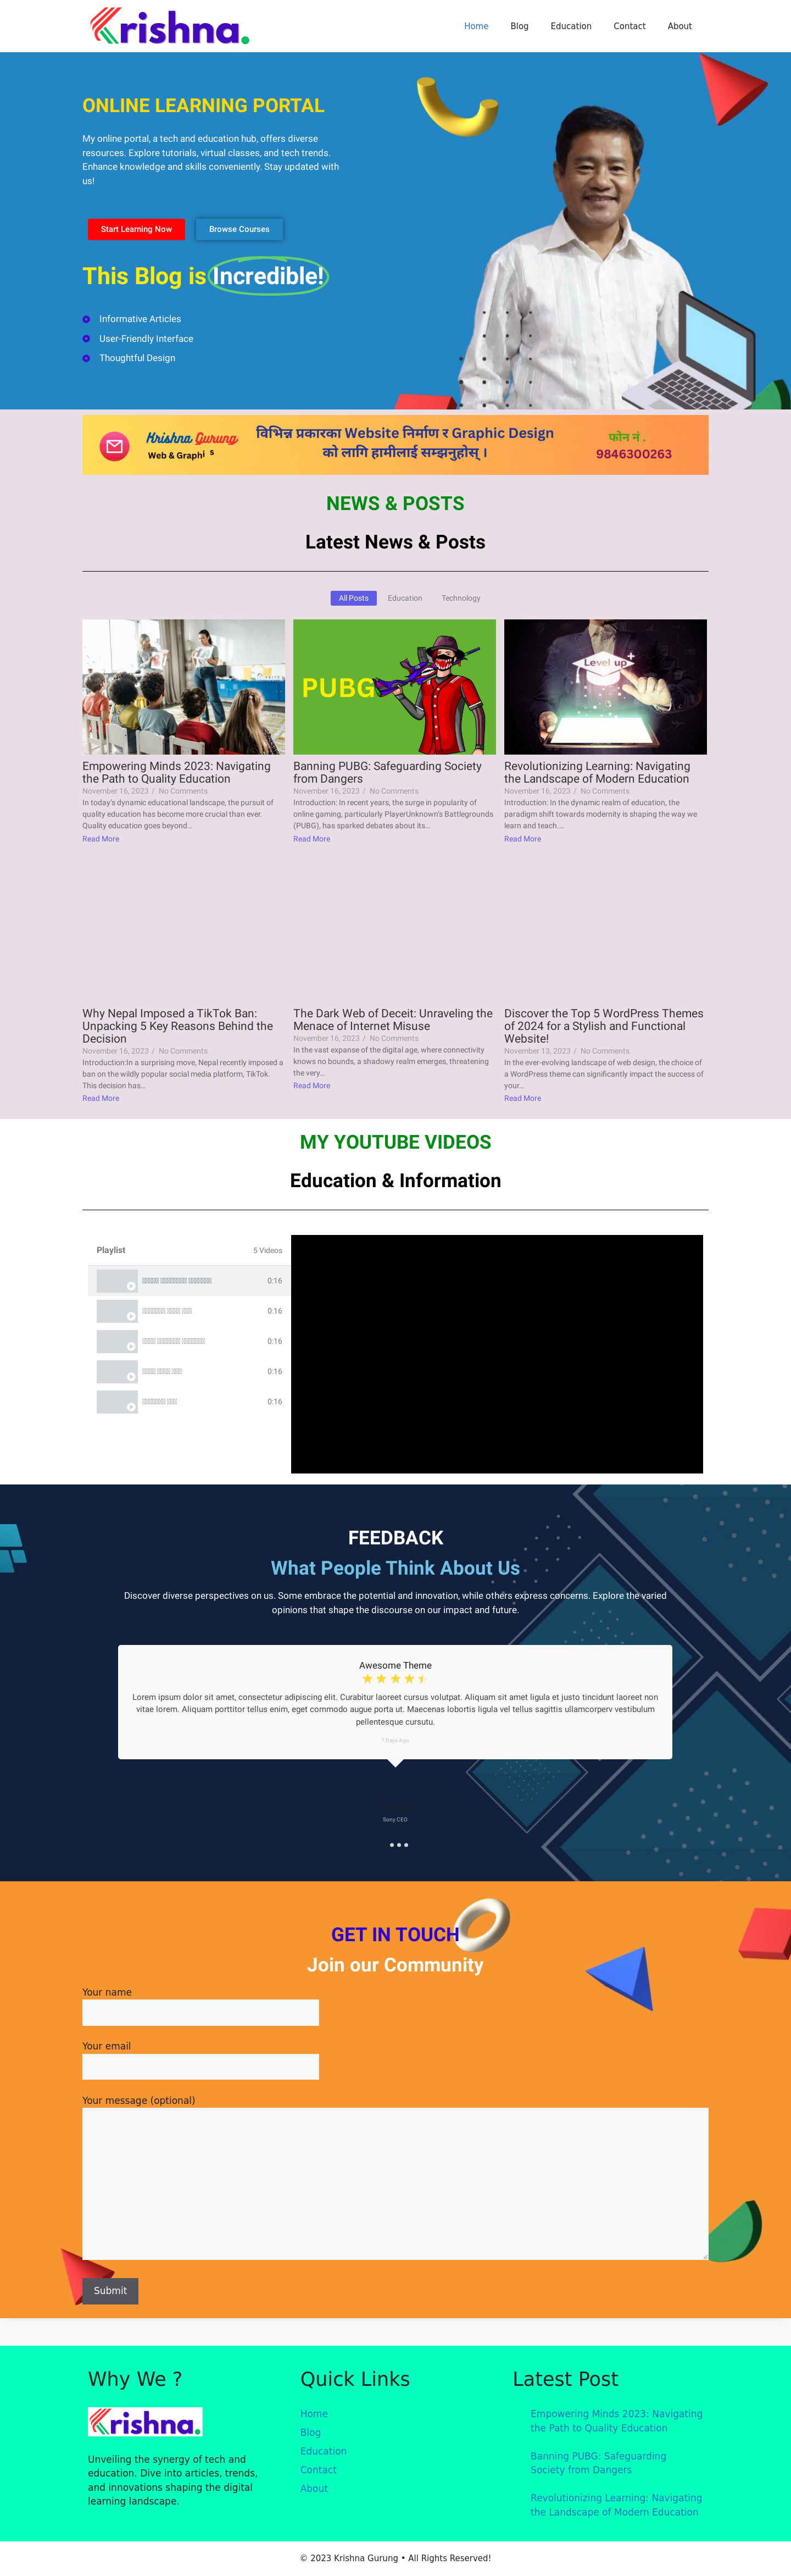 Krishna.
Home Blog Education Contact About
ONLINE LEARNING PORTAL
My online portal, a tech and education hub, offers diverse
resources. Explore tutorials, virtual classes, and tech trends.
Enhance knowledge and skills conveniently. Stay updated with
us!
Start Learning Now Browse Courses
This Blog is Incredible!
Informative Articles
User-Friendly Interface
Thoughtful Design
Krishna Gurung
Web & Graphi s
विभिन्न प्रकारका Website निर्माण र Graphic Design
को लागि हामीलाई सम्झनुहोस् ।
फोन नं .
9846300263
NEWS & POSTS
Latest News & Posts
All Posts Education Technology
PUBG
Level up
Empowering Minds 2023: Navigating
the Path to Quality Education
November 16, 2023 / No Comments
In today's dynamic educational landscape, the pursuit of
quality education has become more crucial than ever.
Quality education goes beyond...
Read More
Banning PUBG: Safeguarding Society
from Dangers
November 16, 2023 / No Comments
Introduction: In recent years, the surge in popularity of
online gaming, particularly PlayerUnknown's Battlegrounds
(PUBG), has sparked debates about its...
Read More
Revolutionizing Learning: Navigating
the Landscape of Modern Education
November 16, 2023 / No Comments
Introduction: In the dynamic realm of education, the
paradigm shift towards modernity is shaping the way we
learn and teach....
Read More
Why Nepal Imposed a TikTok Ban:
Unpacking 5 Key Reasons Behind the
Decision
November 16, 2023 / No Comments
Introduction:In a surprising move, Nepal recently imposed a
ban on the wildly popular social media platform, TikTok.
This decision has...
Read More
The Dark Web of Deceit: Unraveling the
Menace of Internet Misuse
November 16, 2023 / No Comments
In the vast expanse of the digital age, where connectivity
knows no bounds, a shadowy realm emerges, threatening
the very...
Read More
Discover the Top 5 WordPress Themes
of 2024 for a Stylish and Functional
Website!
November 13, 2023 / No Comments
In the ever-evolving landscape of web design, the choice of
a WordPress theme can significantly impact the success of
your...
Read More
MY YOUTUBE VIDEOS
Education & Information
Playlist 5 Videos
0:16
0:16
0:16
0:16
0:16
FEEDBACK
What People Think About Us
Discover diverse perspectives on us. Some embrace the potential and innovation, while others express concerns. Explore the varied
opinions that shape the discourse on our impact and future.
Awesome Theme
Lorem ipsum dolor sit amet, consectetur adipiscing elit. Curabitur laoreet cursus volutpat. Aliquam sit amet ligula et justo tincidunt laoreet non
vitae lorem. Aliquam porttitor tellus enim, eget commodo augue porta ut. Maecenas lobortis ligula vel tellus sagittis ullamcorperv vestibulum
pellentesque cursutu.
7 Days Ago
Sony CEO
GET IN TOUCH
Join our Community
Your name
Your email
Your message (optional)
Submit
Why We ?
Krishna.
Unveiling the synergy of tech and
education. Dive into articles, trends,
and innovations shaping the digital
learning landscape.
Quick Links
Home
Blog
Education
Contact
About
Latest Post
Empowering Minds 2023: Navigating
the Path to Quality Education
Banning PUBG: Safeguarding
Society from Dangers
Revolutionizing Learning: Navigating
the Landscape of Modern Education
© 2023 Krishna Gurung • All Rights Reserved!